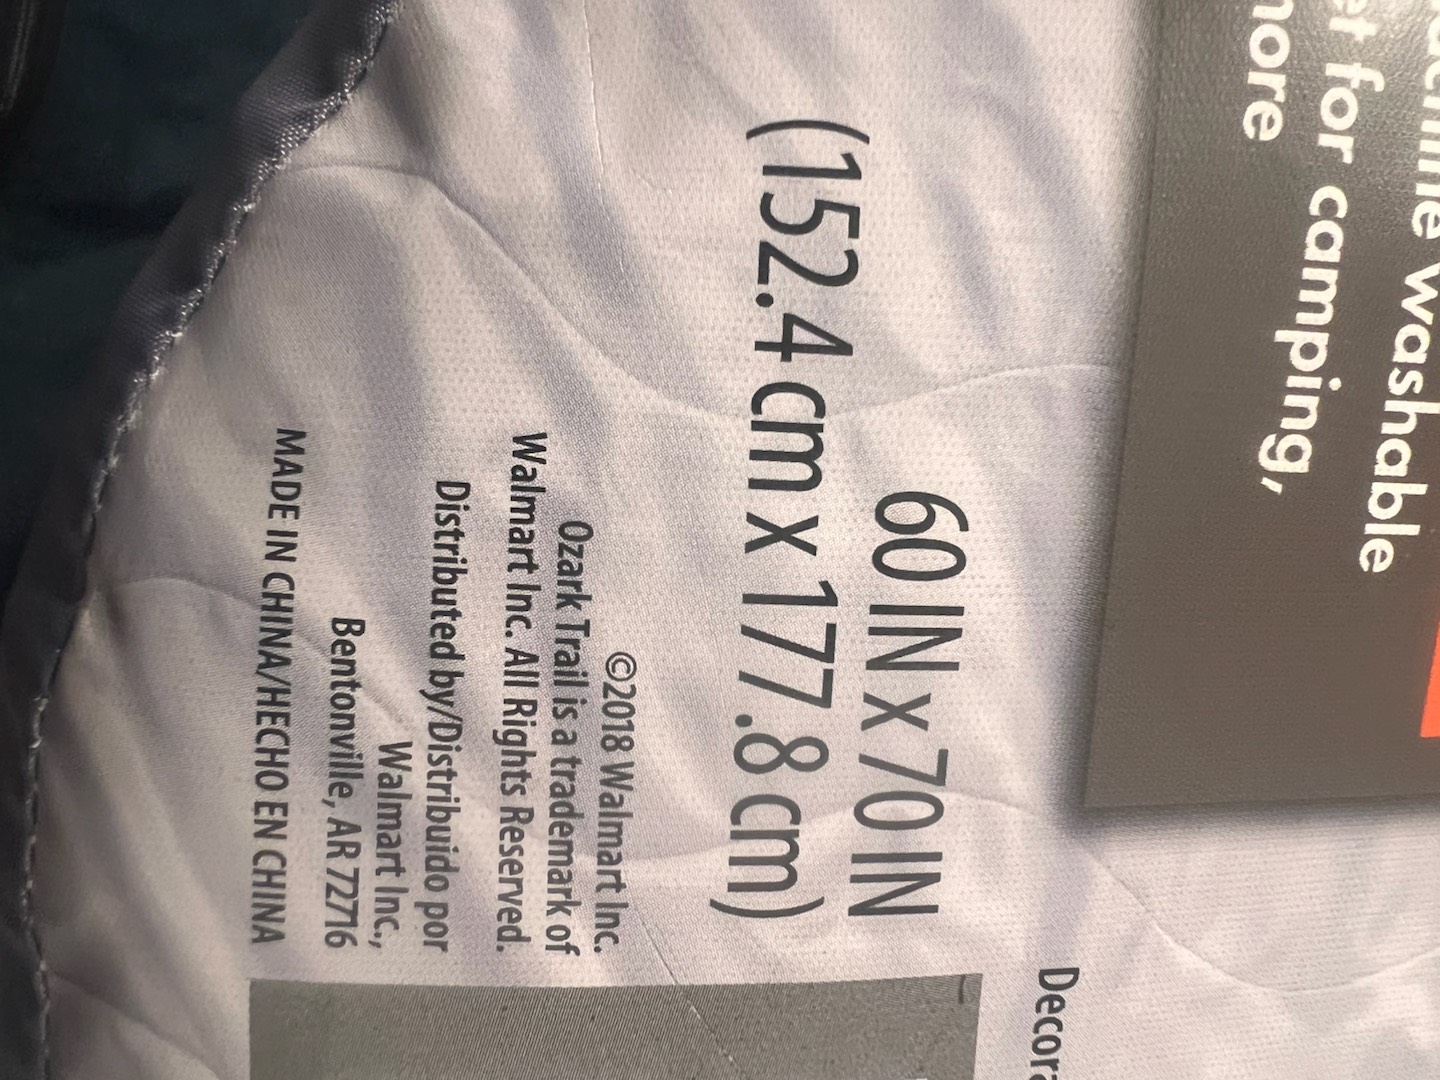 washable
for camping,
60 IN x 70 IN
(152.4 cm x 177.8 cm)
©2018 Walmart Inc.
Ozark Trail is a trademark of
Walmart Inc. All Rights Reserved.
Distributed by/Distribuido por
Walmart Inc.,
Bentonville, AR 72716
MADE IN CHINA/HECHO EN CHINA